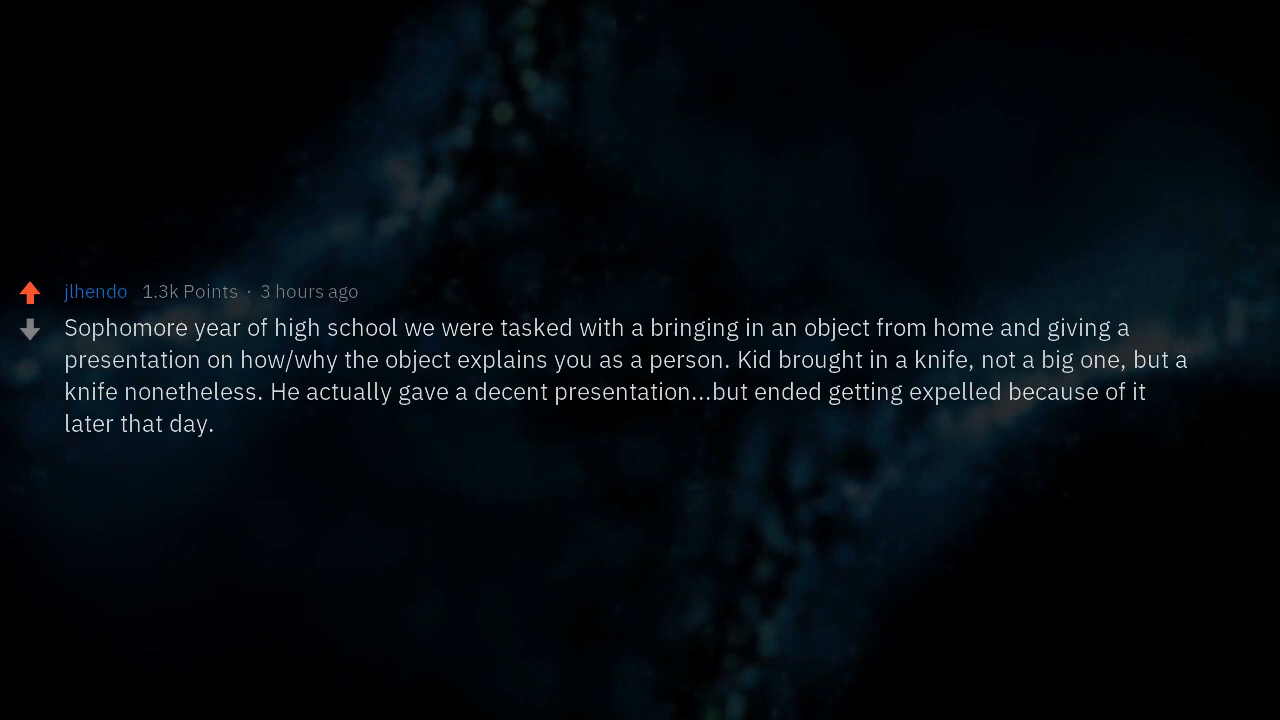 jlhendo 1.3k Points · 3 hours ago
Sophomore year of high school we were tasked with a bringing in an object from home and giving a
presentation on how/why the object explains you as a person. Kid brought in a knife, not a big one, but a
knife nonetheless. He actually gave a decent presentation...but ended getting expelled because of it
later that day.